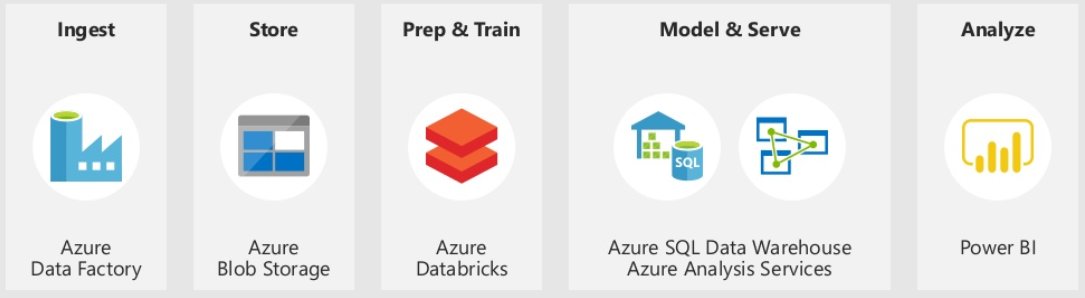 Ingest
Store
Prep & Train
Model & Serve
Analyze
SQL
Azure
Data Factory
Azure
Blob Storage
Azure
Databricks
Azure SQL Data Warehouse
Azure Analysis Services
Power BI